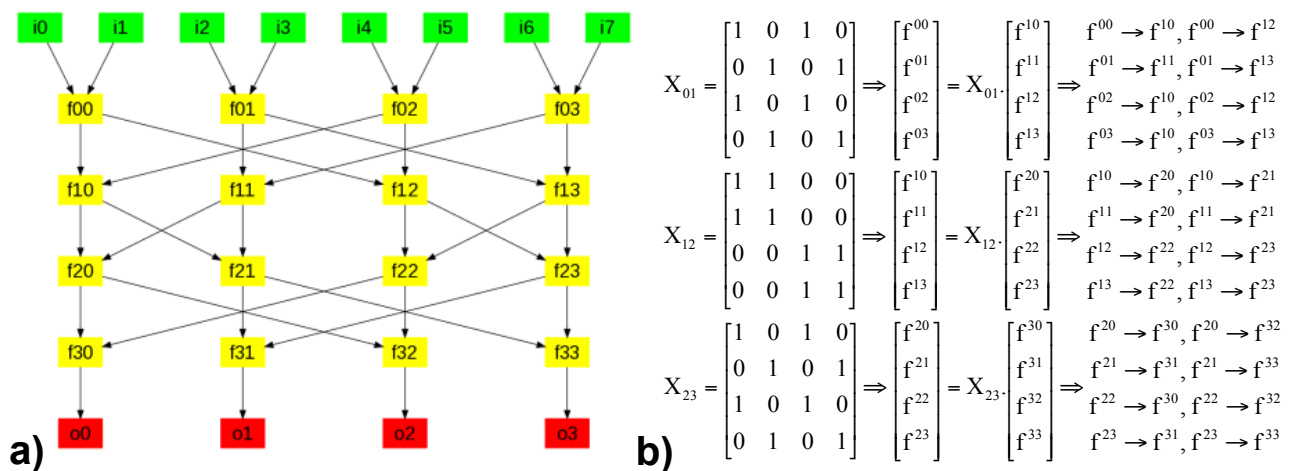 i0 i1 i2 i3 i4 i5 i6 i7
f00 f01 f02 f03
f10 f11 f12 f13
f20 f21 f22 f23
f30 f31 f32 f33
o0 o1 o2 o3
a)
X₀₁ = [1 0 1 0; 0 1 0 1; 1 0 1 0; 0 1 0 1] ⇒ [f⁰⁰; f⁰¹; f⁰²; f⁰³] = X₀₁· [f¹⁰; f¹¹; f¹²; f¹³] ⇒
f⁰⁰ → f¹⁰, f⁰⁰ → f¹²
f⁰¹ → f¹¹, f⁰¹ → f¹³
f⁰² → f¹⁰, f⁰² → f¹²
f⁰³ → f¹⁰, f⁰³ → f¹³
X₁₂ = [1 1 0 0; 1 1 0 0; 0 0 1 1; 0 0 1 1] ⇒ [f¹⁰; f¹¹; f¹²; f¹³] = X₁₂· [f²⁰; f²¹; f²²; f²³] ⇒
f¹⁰ → f²⁰, f¹⁰ → f²¹
f¹¹ → f²⁰, f¹¹ → f²¹
f¹² → f²², f¹² → f²³
f¹³ → f²², f¹³ → f²³
X₂₃ = [1 0 1 0; 0 1 0 1; 1 0 1 0; 0 1 0 1] ⇒ [f²⁰; f²¹; f²²; f²³] = X₂₃· [f³⁰; f³¹; f³²; f³³] ⇒
f²⁰ → f³⁰, f²⁰ → f³²
f²¹ → f³¹, f²¹ → f³³
f²² → f³⁰, f²² → f³²
f²³ → f³¹, f²³ → f³³
b)